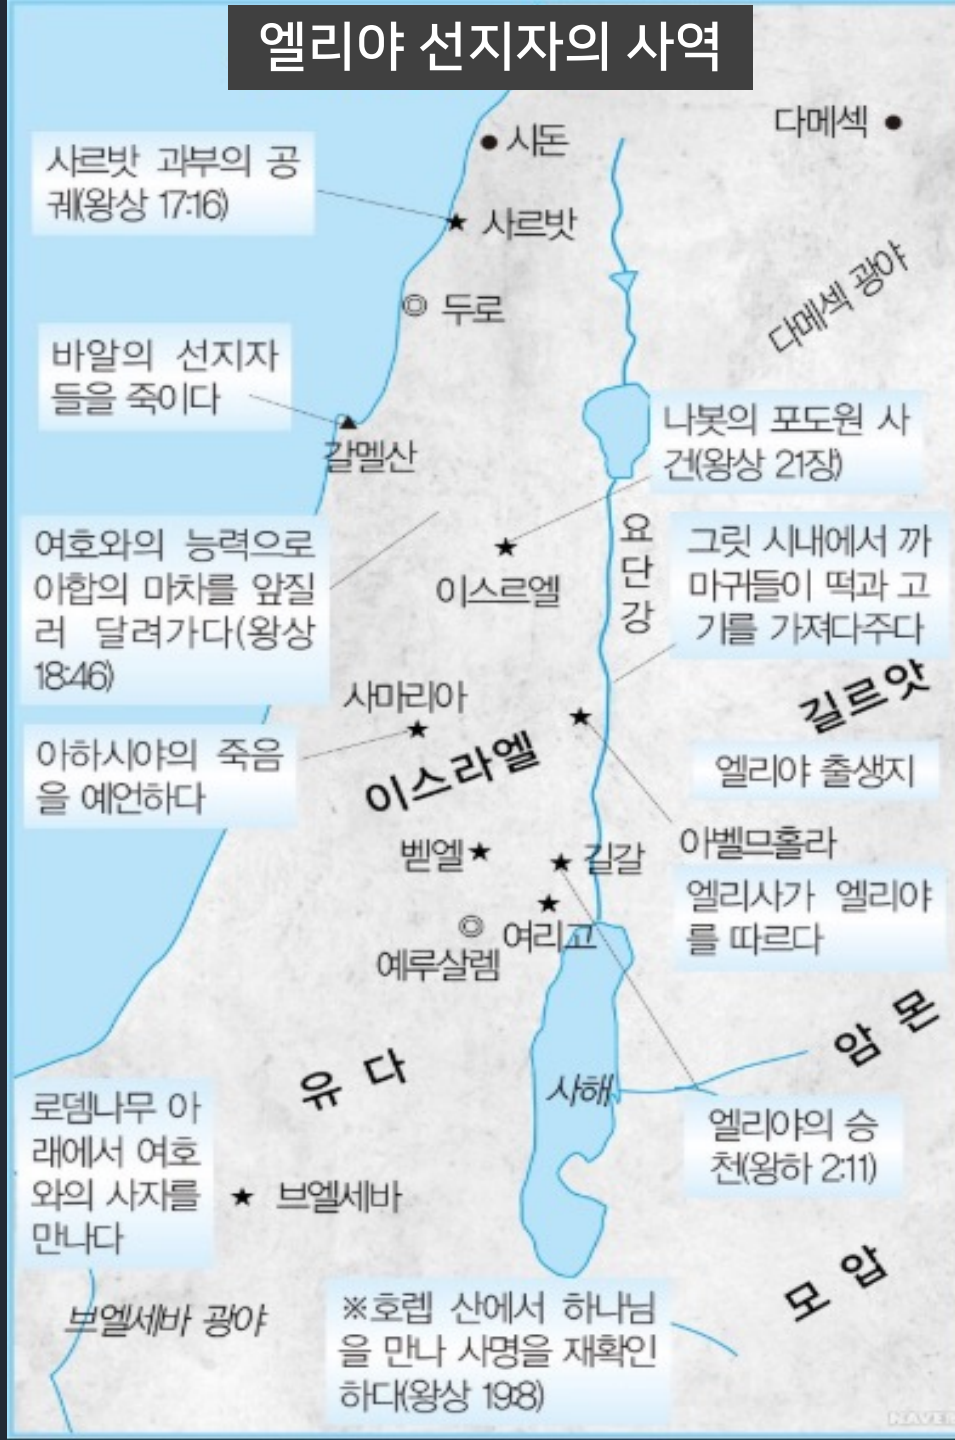 엘리야 선지자의 사역
다메섹
시돈
사르밧 과부의 공
궤(왕상 17:16)
사르밧
다메섹 광야
두로
바알의 선지자
들을 죽이다
갈멜산
나봇의 포도원 사
건(왕상 21장)
여호와의 능력으로
아합의 마차를 앞질
러 달려가다(왕상
18:46)
이스르엘
요
단
강
그릿 시내에서 까
마귀들이 떡과 고
기를 가져다주다
사마리아
길르앗
아하시야의 죽음
을 예언하다
이스라엘
엘리야 출생지
벧엘
길갈
아벨므홀라
엘리사가 엘리야
를 따르다
여리고
예루살렘
암 몬
유 다
사해
로뎀나무 아
래에서 여호
와의 사자를
만나다
엘리야의 승
천(왕하 2:11)
브엘세바
모 압
브엘세바 광야
※호렙 산에서 하나님
을 만나 사명을 재확인
하다(왕상 19:8)
NAVER